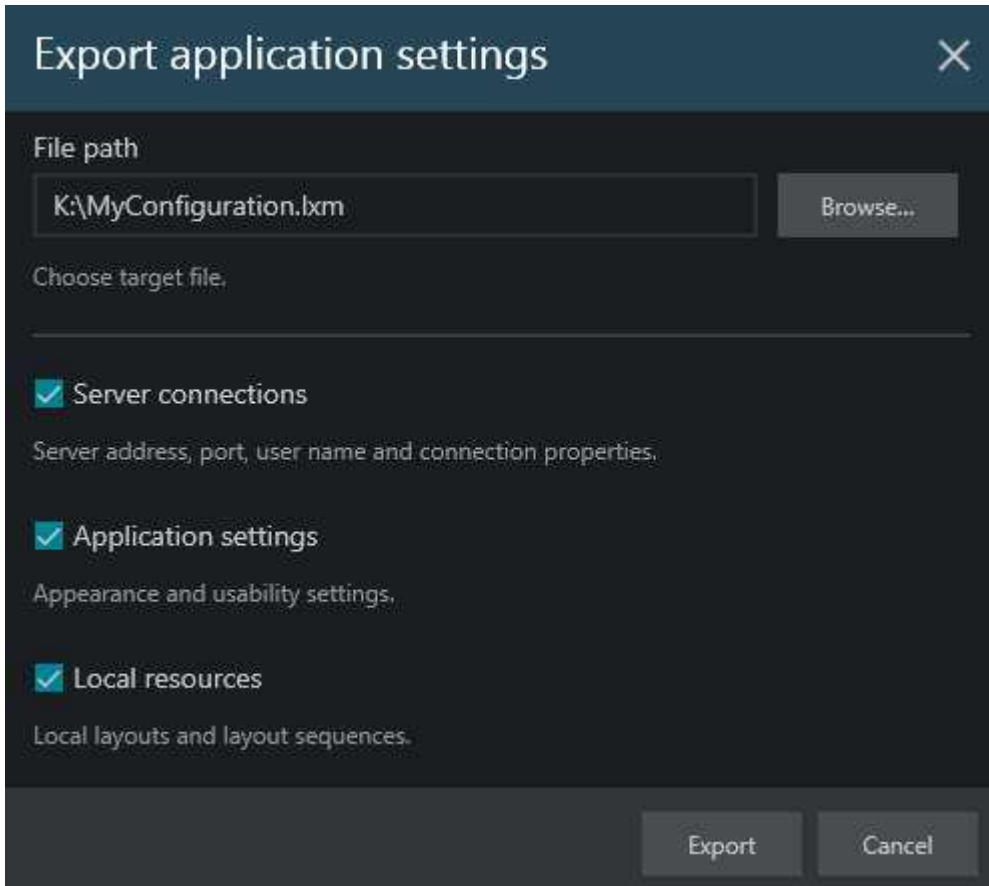 Export application settings
File path
K:\MyConfiguration.lxm
Browse...
Choose target file.
Server connections
Server address, port, user name and connection properties.
Application settings
Appearance and usability settings.
Local resources
Local layouts and layout sequences.
Export
Cancel